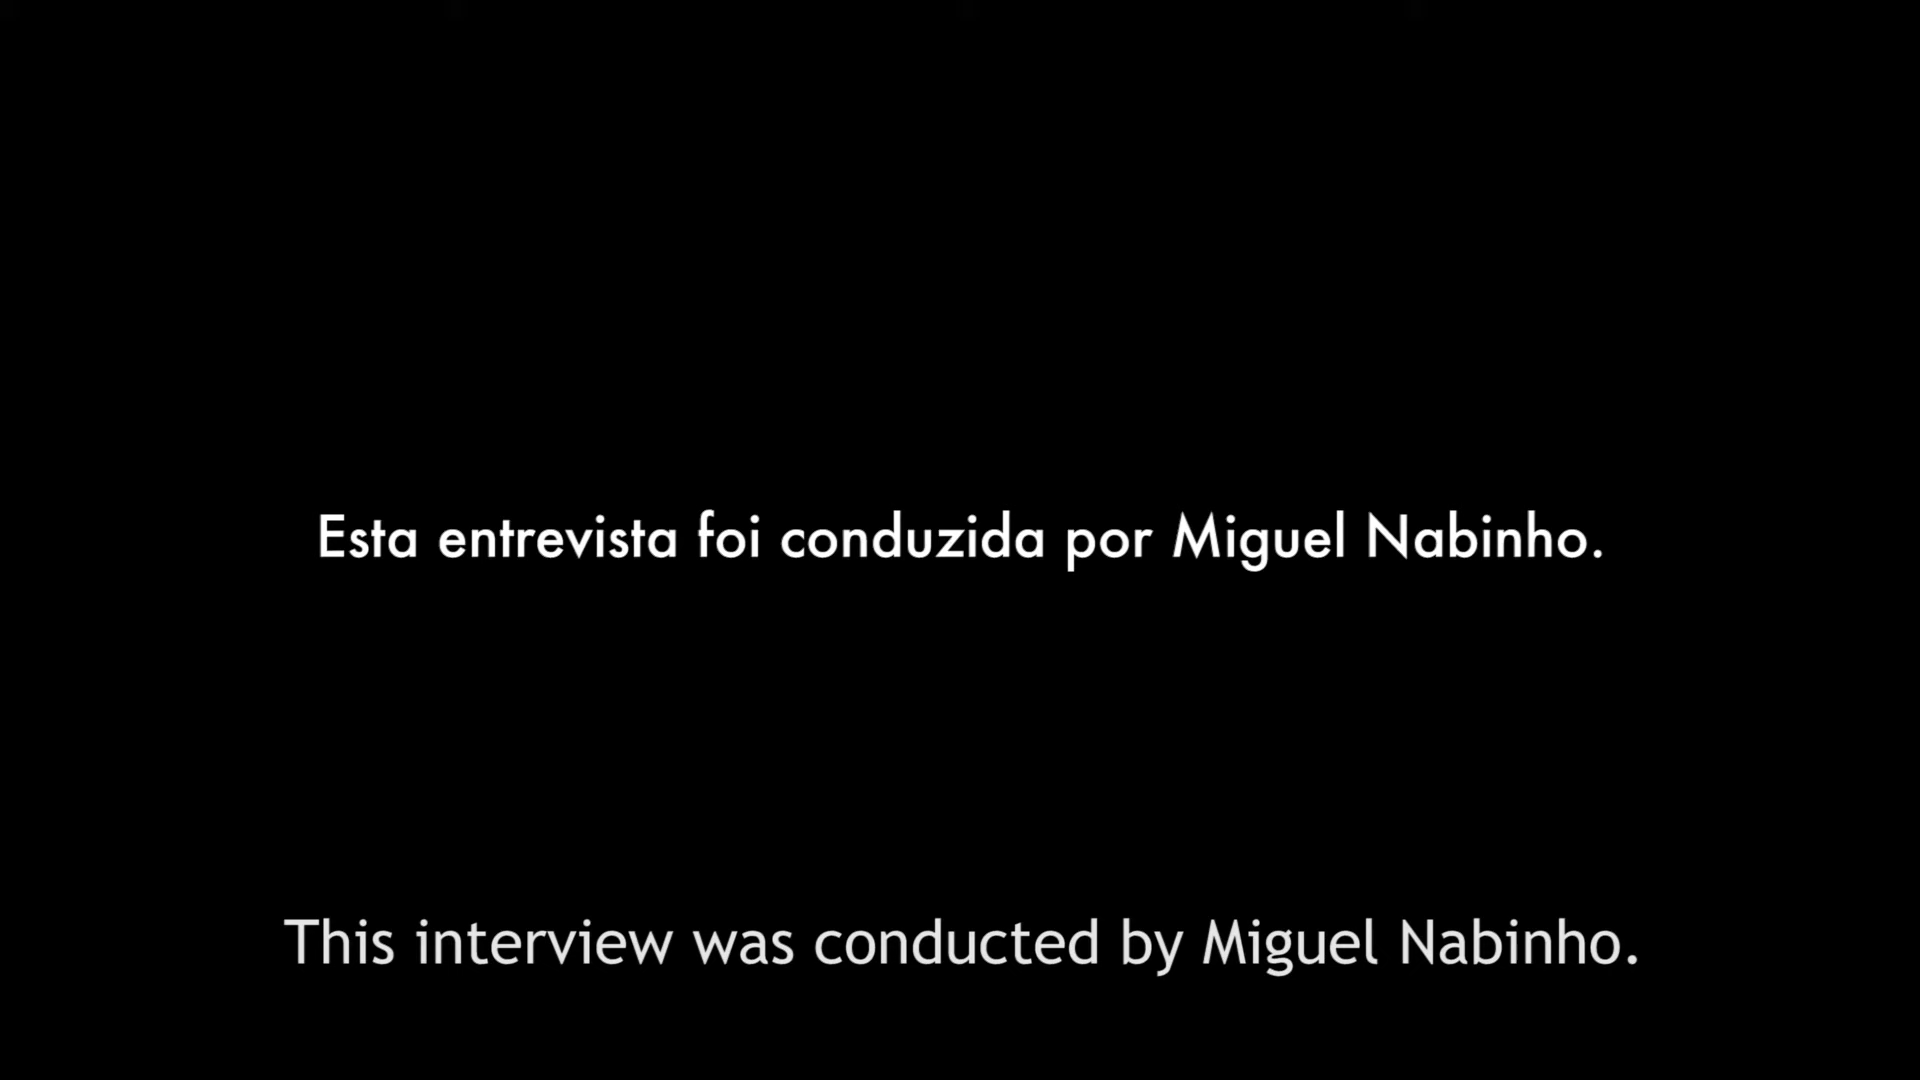 Esta entrevista foi conduzida por Miguel Nabinho.
This interview was conducted by Miguel Nabinho.